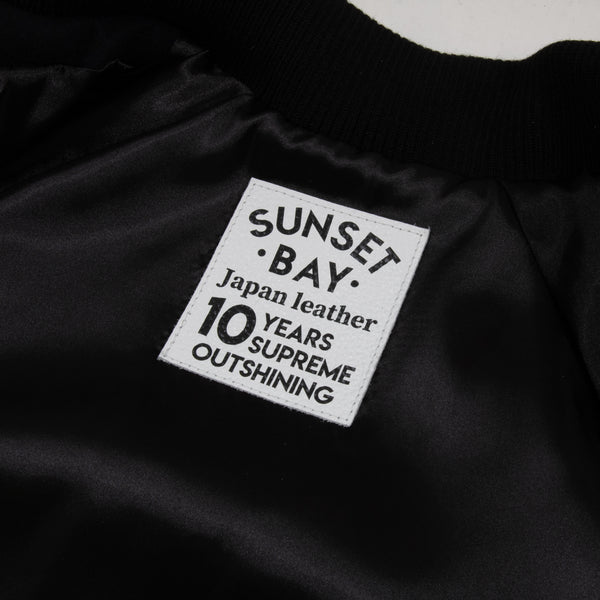 SUNSET
·BAY·
Japan leather
10 YEARS
SUPREME
OUTSHINING